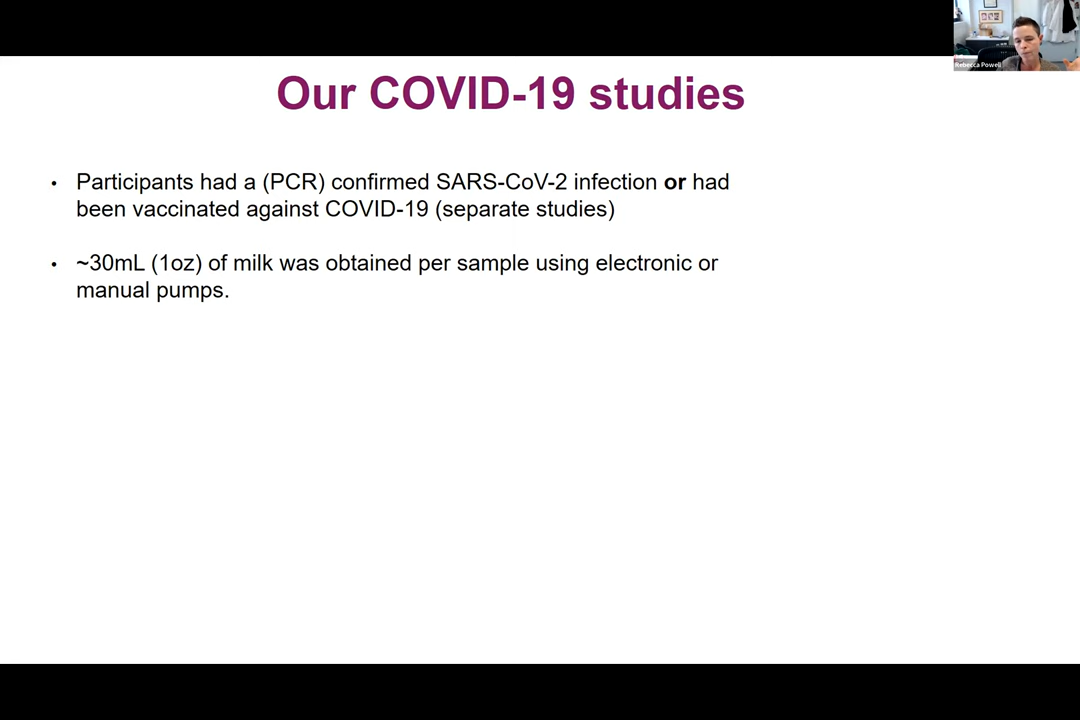 Rebecca Powell
Our COVID-19 studies
• Participants had a (PCR) confirmed SARS-CoV-2 infection or had
been vaccinated against COVID-19 (separate studies)
• ~30mL (1oz) of milk was obtained per sample using electronic or
manual pumps.